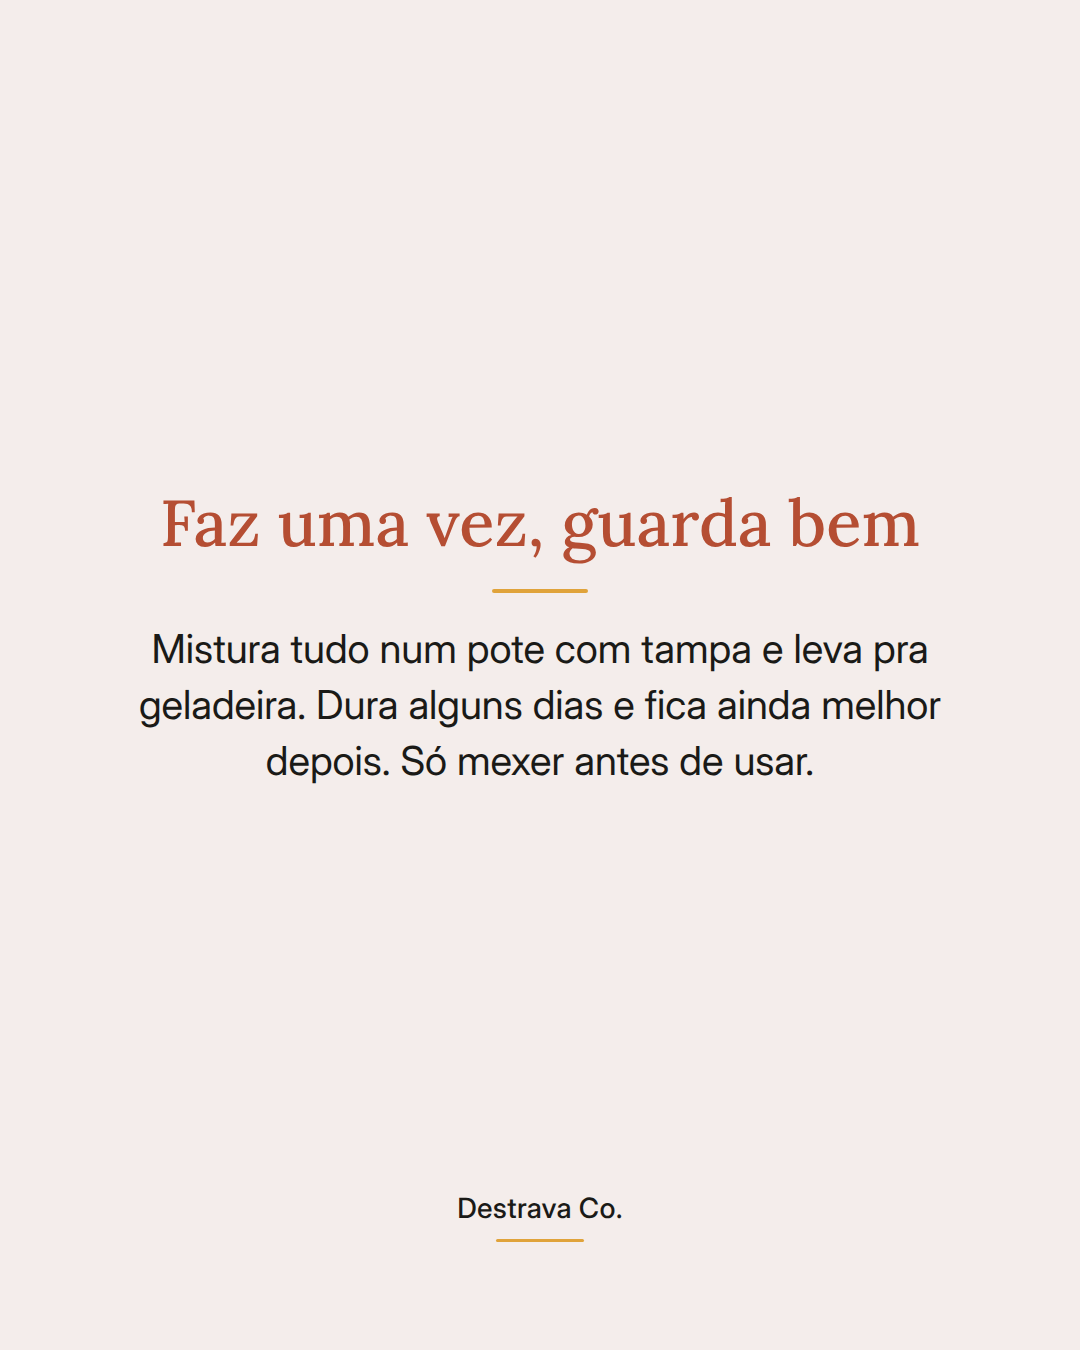 Faz uma vez, guarda bem
Mistura tudo num pote com tampa e leva pra
geladeira. Dura alguns dias e fica ainda melhor
depois. Só mexer antes de usar.
Destrava Co.